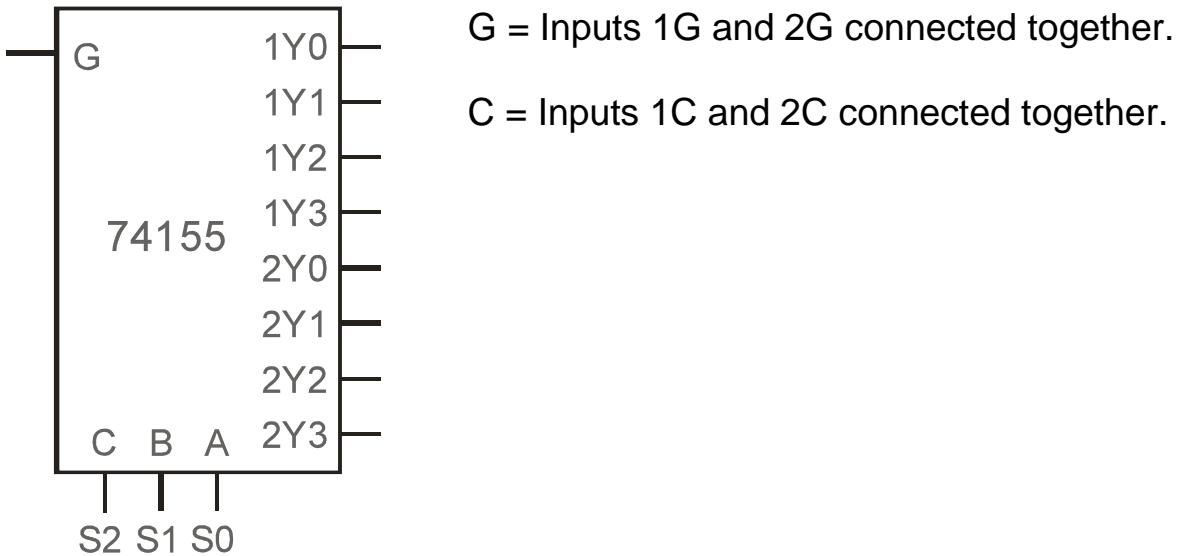 G = Inputs 1G and 2G connected together.
C = Inputs 1C and 2C connected together.
G
1Y0
1Y1
1Y2
1Y3
74155
2Y0
2Y1
2Y2
2Y3
C B A
S2 S1 S0